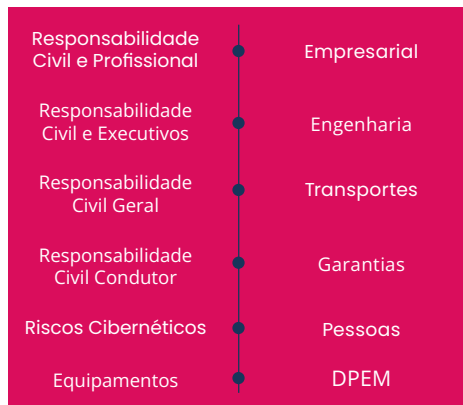 Responsabilidade
Civil e Profissional
Empresarial
Responsabilidade
Civil e Executivos
Engenharia
Responsabilidade
Civil Geral
Transportes
Responsabilidade
Civil Condutor
Garantias
Riscos Cibernéticos
Pessoas
Equipamentos
DPEM